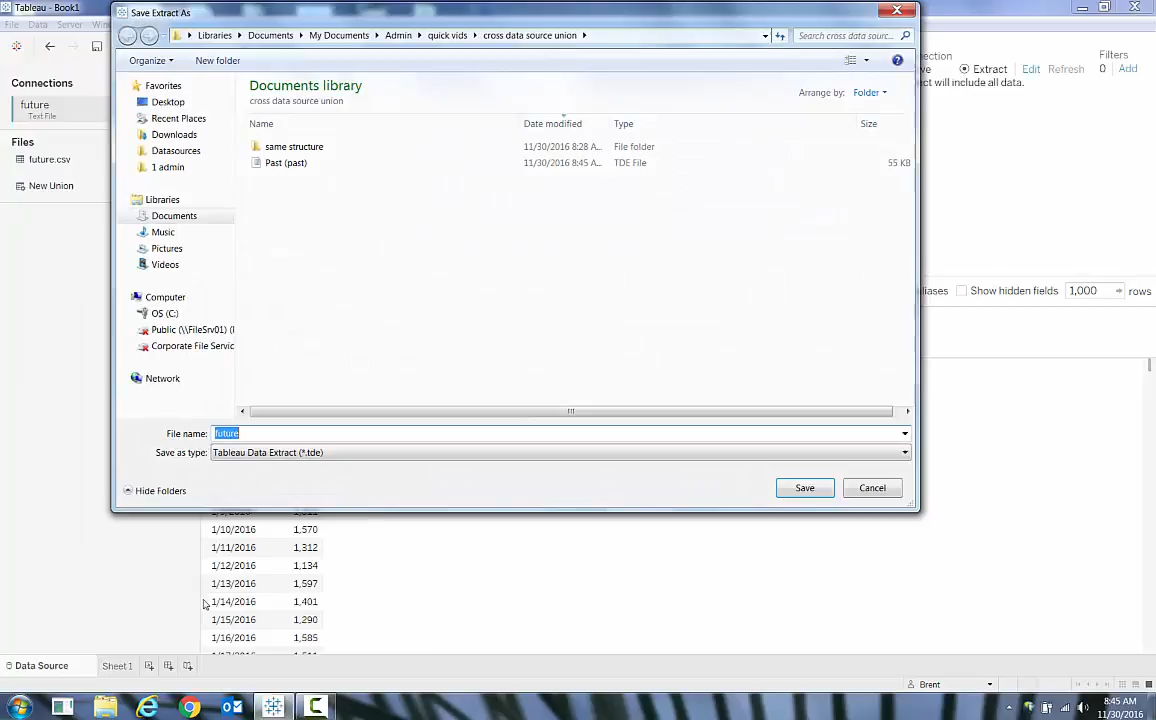 Tableau - Book1
File Data Server Win
Save Extract As
Libraries Documents My Documents Admin quick vids cross data source union
Search cross data sourc...
Organize New folder
Connections
future
Text File
Files
future.csv
New Union
Favorites
Desktop
Recent Places
Downloads
Datasources
1 admin
Libraries
Documents
Music
Pictures
Videos
Computer
OS (C:)
Public (\\FileSrv01) (
Corporate File Servic
Network
Documents library
cross data source union
Arrange by: Folder
Name Date modified Type Size
same structure 11/30/2016 8:28 A... File folder
Past (past) 11/30/2016 8:45 A... TDE File 55 KB
File name: future
Save as type: Tableau Data Extract (*.tde)
Hide Folders
Save Cancel
nection
ve Extract Edit Refresh
ct will include all data.
Filters
0 Add
liases Show hidden fields 1,000 rows
1/10/2016 1,570
1/11/2016 1,312
1/12/2016 1,134
1/13/2016 1,597
1/14/2016 1,401
1/15/2016 1,290
1/16/2016 1,585
Data Source Sheet 1
Brent
8:45 AM
11/30/2016